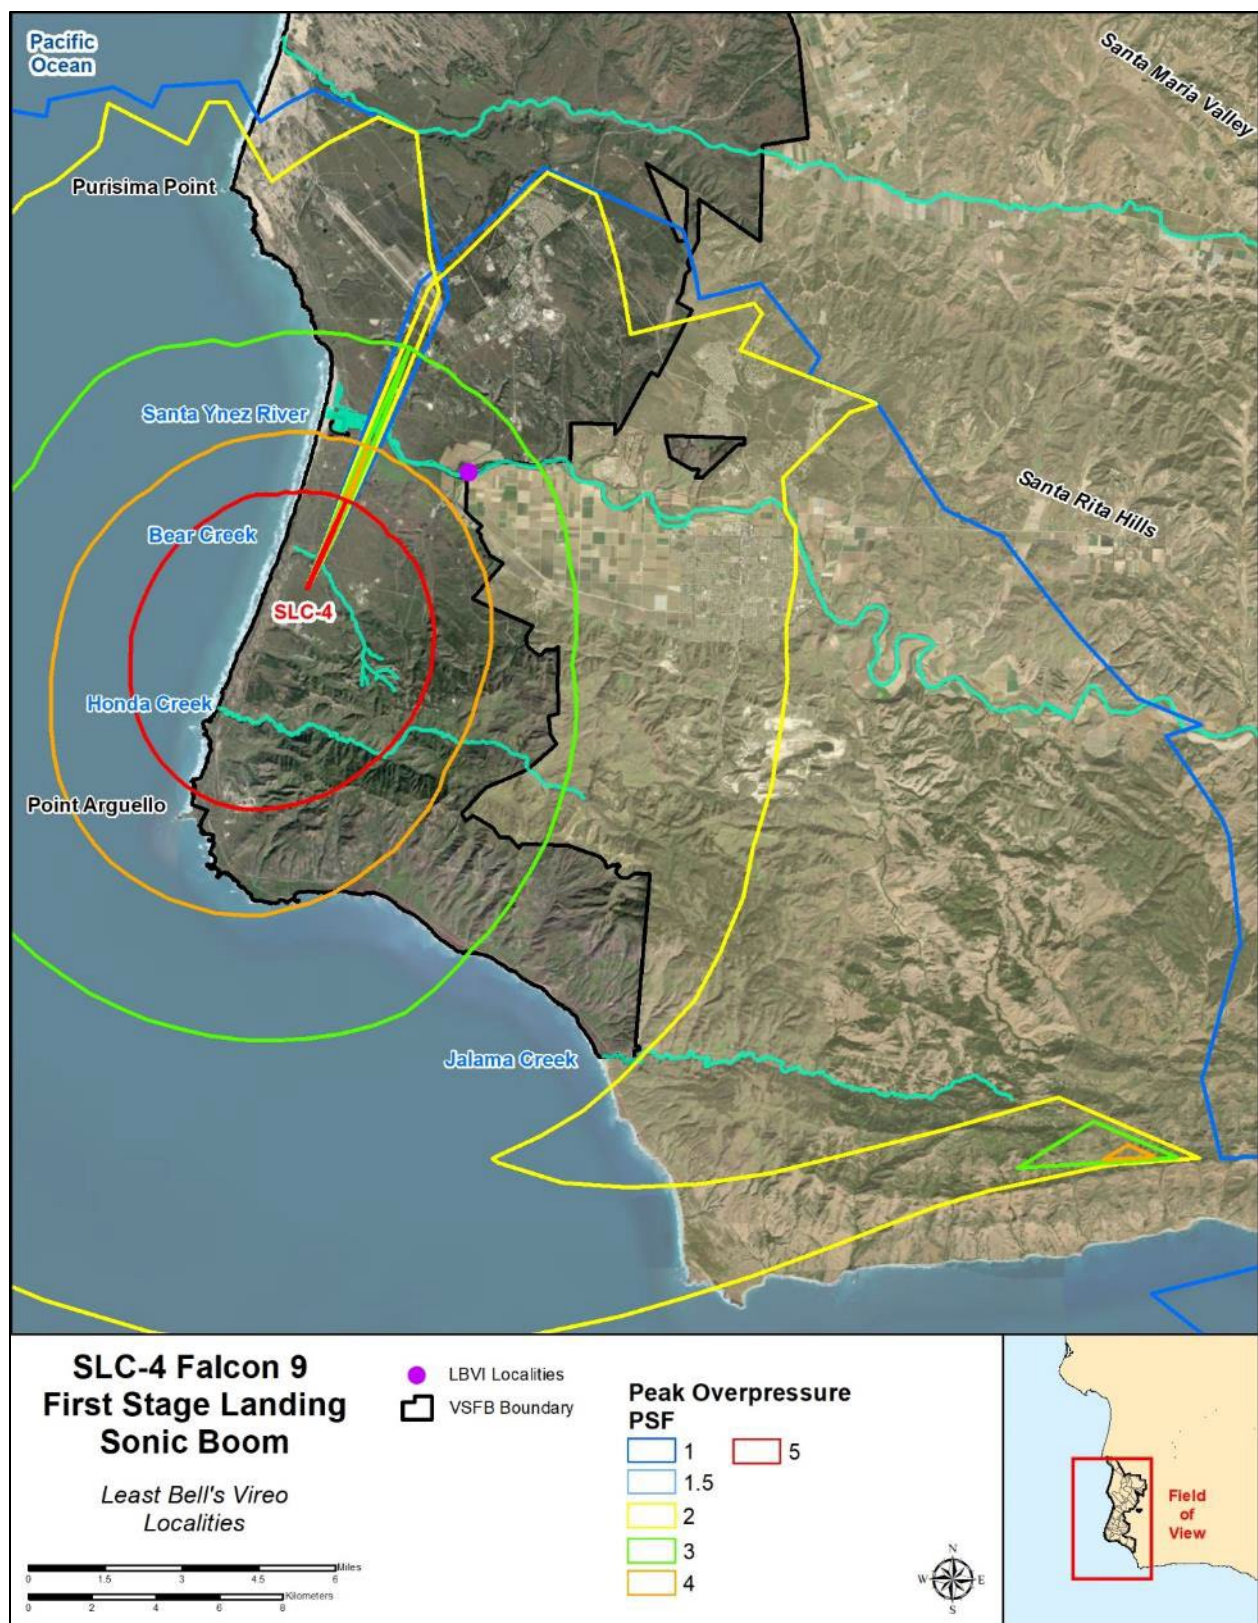 Pacific
Ocean
Santa Maria Valley
Purisima Point
Santa Ynez River
Santa Rita Hills
Bear Creek
SLC-4
Honda Creek
Point Arguello
Jalama Creek
SLC-4 Falcon 9
First Stage Landing
Sonic Boom
Least Bell's Vireo
Localities
Miles
0 1.5 3 4.5 6
Kilometers
0 2 4 6 8
LBVI Localities
VSFB Boundary
Peak Overpressure
PSF
1 5
1.5
2
3
4
N
W E
S
Field
of
View